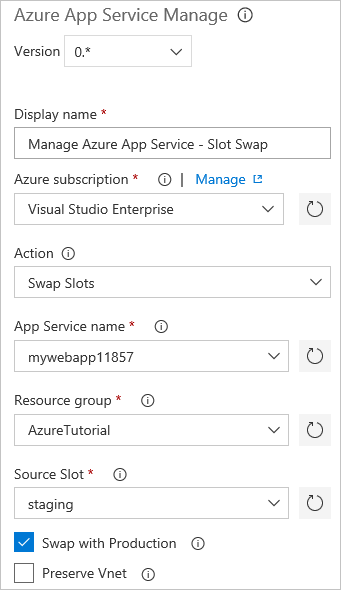 Azure App Service Manage
Version 0.*
Display name *
Manage Azure App Service - Slot Swap
Azure subscription * | Manage
Visual Studio Enterprise
Action
Swap Slots
App Service name *
mywebapp11857
Resource group *
AzureTutorial
Source Slot *
staging
Swap with Production
Preserve Vnet